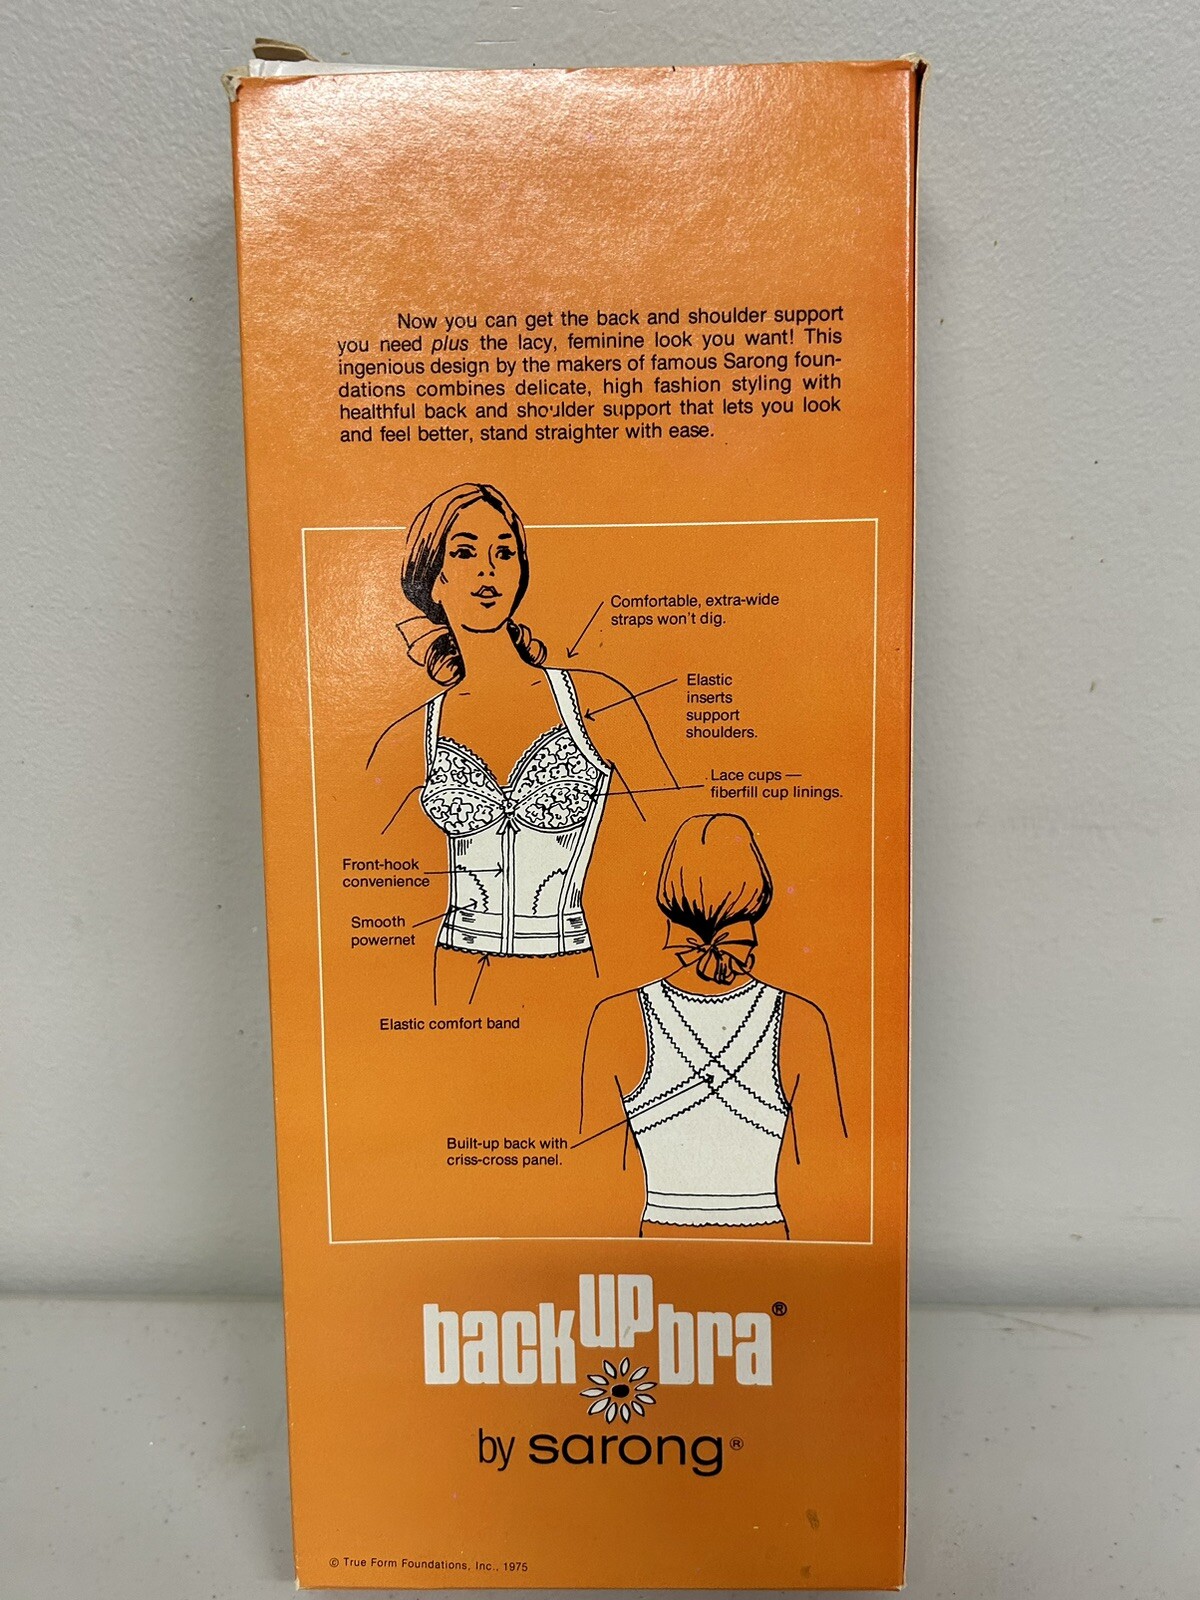 Now you can get the back and shoulder support
you need plus the lacy, feminine look you want! This
ingenious design by the makers of famous Sarong foun-
dations combines delicate, high fashion styling with
healthful back and shoulder support that lets you look
and feel better, stand straighter with ease.
Comfortable, extra-wide
straps won't dig.
Elastic
inserts
support
shoulders.
Lace cups —
fiberfill cup linings.
Front-hook
convenience
Smooth
powernet
Elastic comfort band
Built-up back with
criss-cross panel.
back up bra®
by sarong®
© True Form Foundations, Inc., 1975